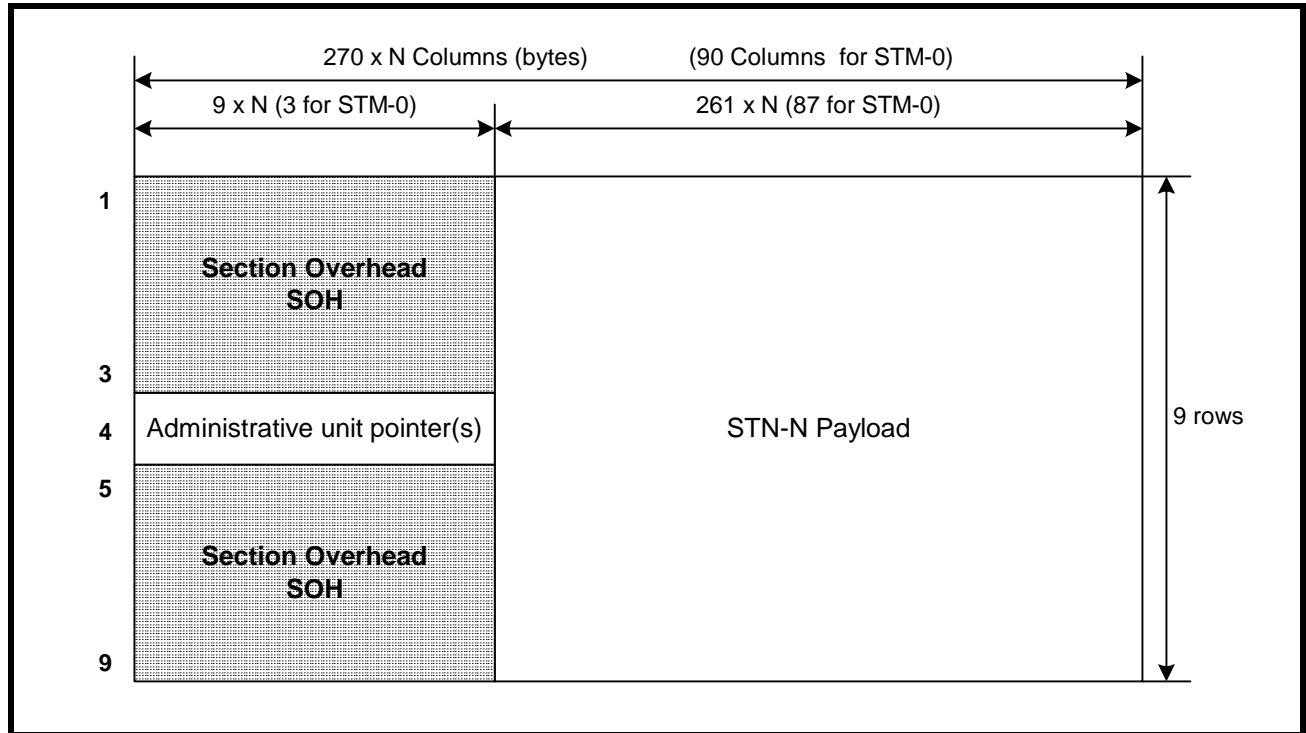 270 x N Columns (bytes) (90 Columns for STM-0)
9 x N (3 for STM-0) 261 x N (87 for STM-0)
1
Section Overhead
SOH
3
4 Administrative unit pointer(s) STN-N Payload 9 rows
5
Section Overhead
SOH
9